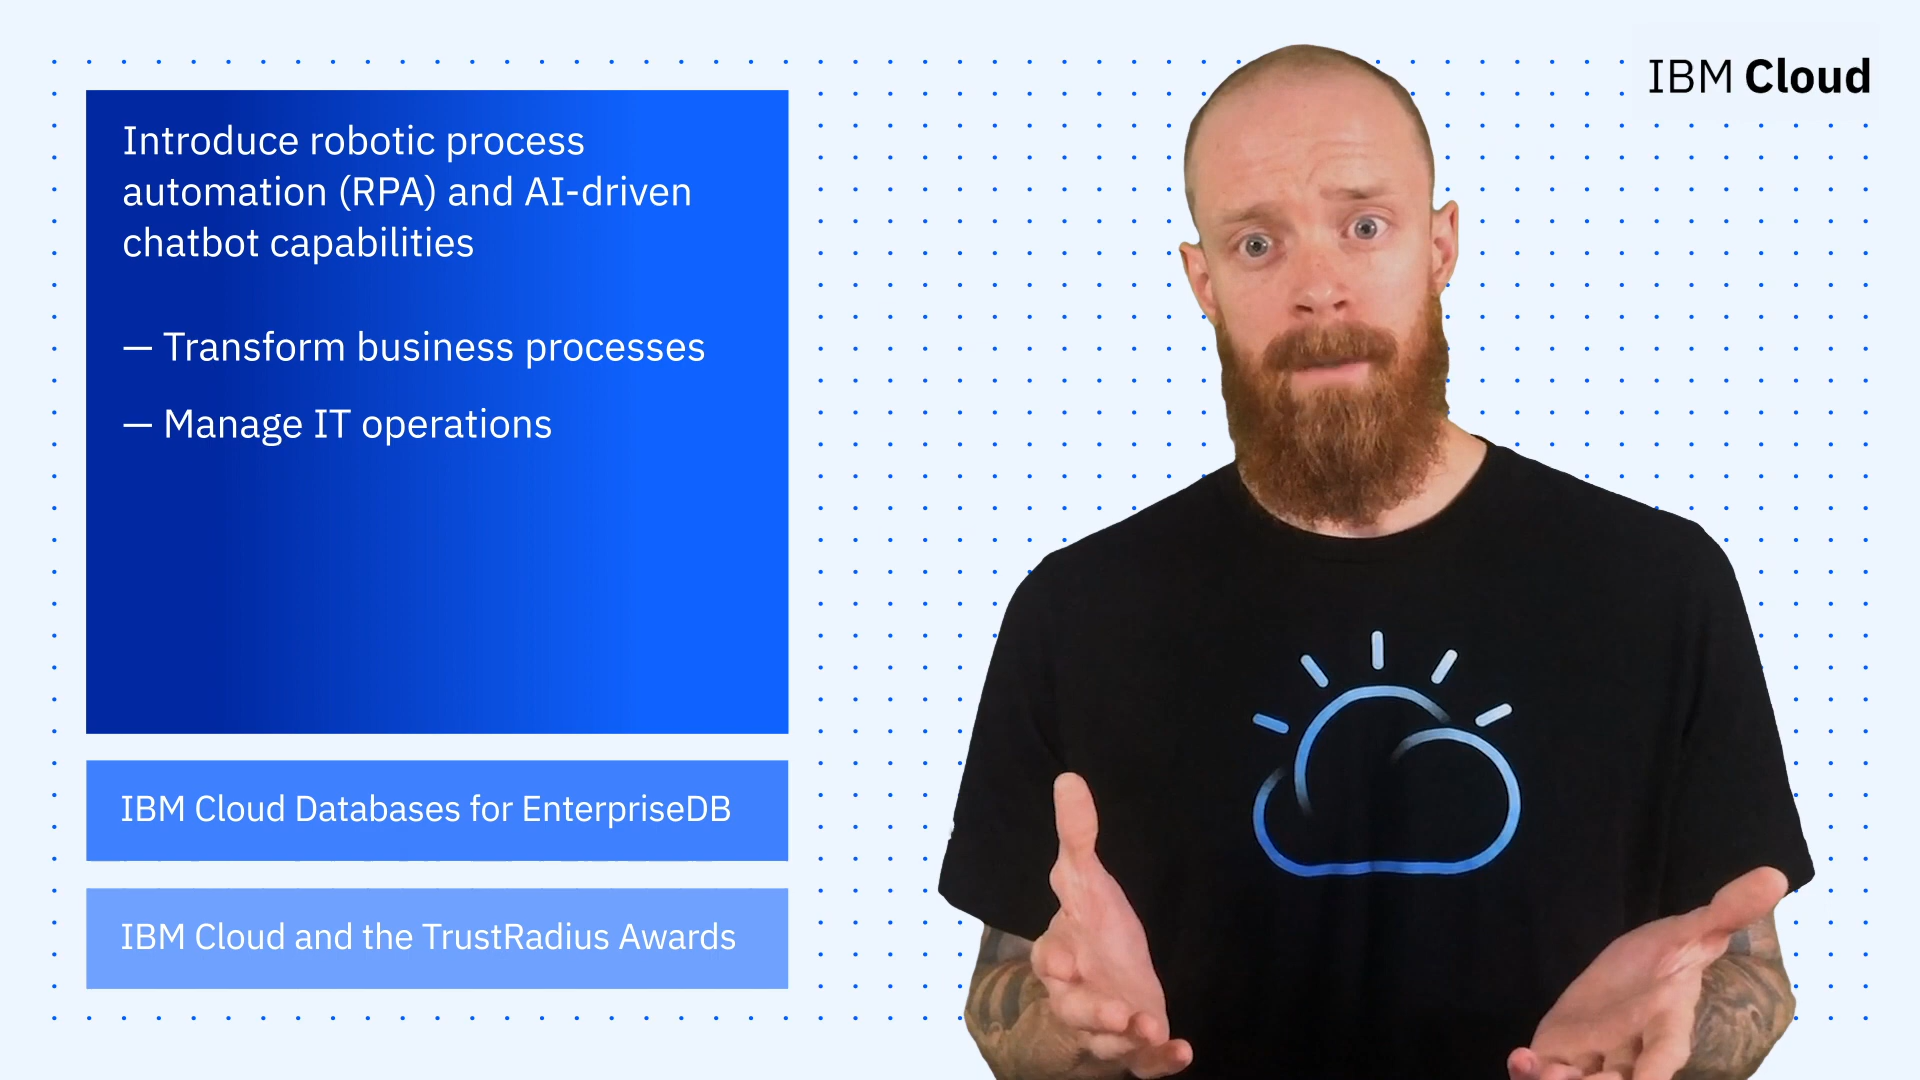 IBM Cloud
Introduce robotic process
automation (RPA) and AI-driven
chatbot capabilities
— Transform business processes
— Manage IT operations
IBM Cloud Databases for EnterpriseDB
IBM Cloud and the TrustRadius Awards